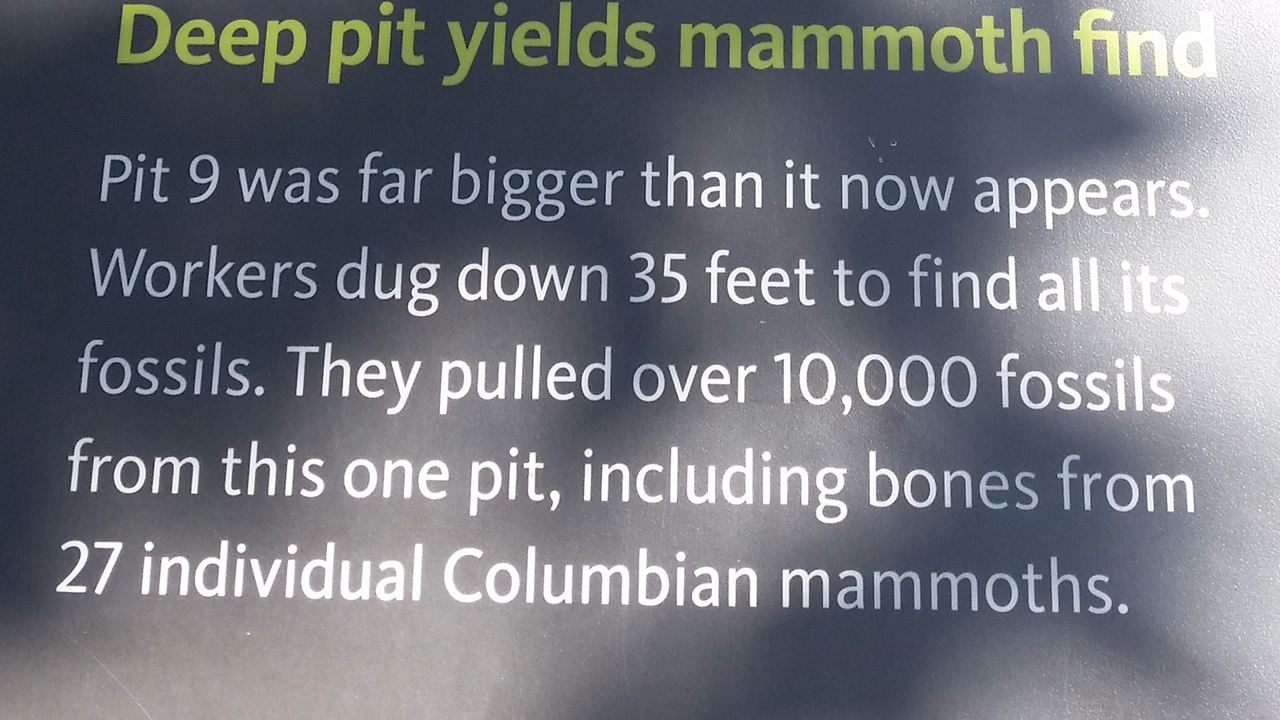 Deep pit yields mammoth find
Pit 9 was far bigger than it now appears.
Workers dug down 35 feet to find all its
fossils. They pulled over 10,000 fossils
from this one pit, including bones from
27 individual Columbian mammoths.